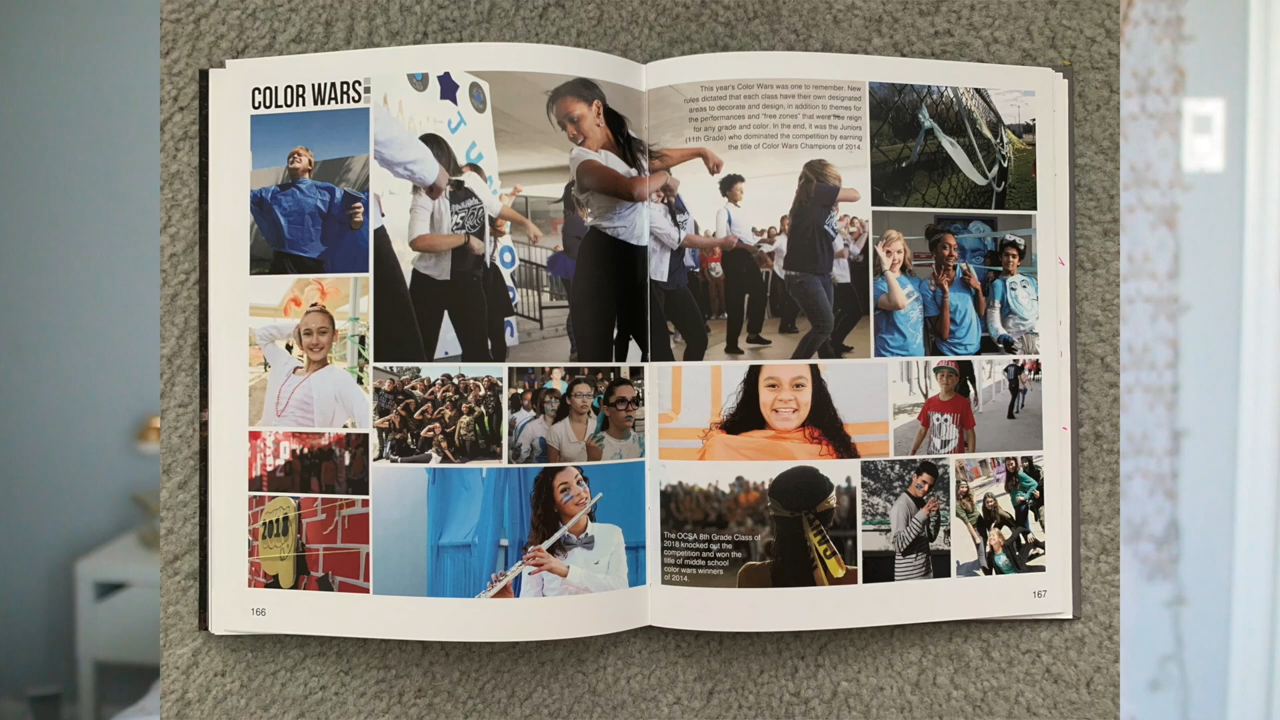 COLOR WARS
This year's Color Wars was one to remember. New
rules dictated that each class have their own designated
areas to decorate and design, in addition to themes for
the performances and "free zones" that were free reign
for any grade and color. In the end, it was the Juniors
(11th Grade) who dominated the competition by earning
the title of Color Wars Champions of 2014.
2018
The OCSA 8th Grade Class of
2018 knocked out the
competition and won the
title of middle school
color wars winners
of 2014.
166
167